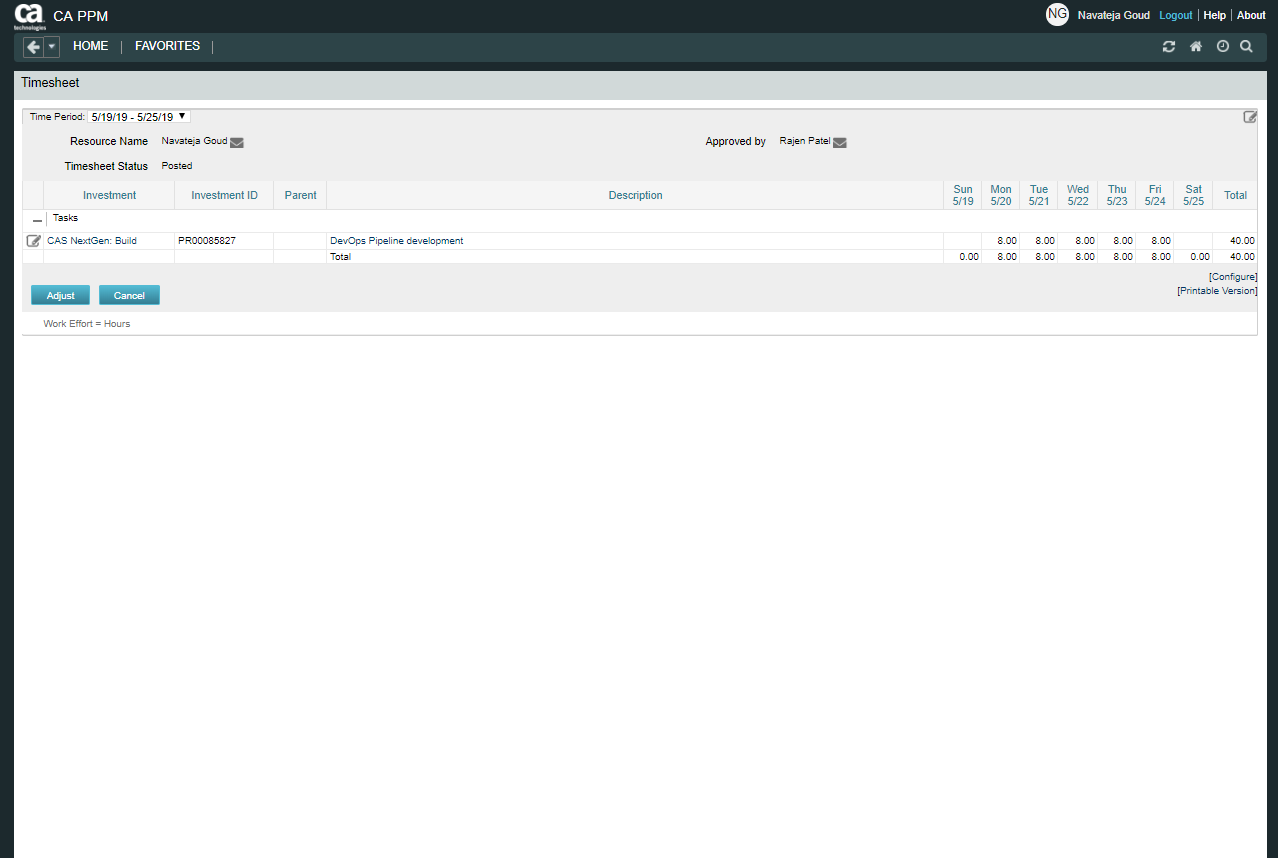 ca technologies CA PPM NG Navateja Goud Logout | Help | About
HOME | FAVORITES |
Timesheet
Time Period: 5/19/19 - 5/25/19
Resource Name Navateja Goud Approved by Rajen Patel
Timesheet Status Posted
Investment Investment ID Parent Description Sun 5/19 Mon 5/20 Tue 5/21 Wed 5/22 Thu 5/23 Fri 5/24 Sat 5/25 Total
Tasks
CAS NextGen: Build PR00085827 DevOps Pipeline development 8.00 8.00 8.00 8.00 8.00 40.00
Total 0.00 8.00 8.00 8.00 8.00 8.00 0.00 40.00
[Configure]
[Printable Version]
Adjust Cancel
Work Effort = Hours